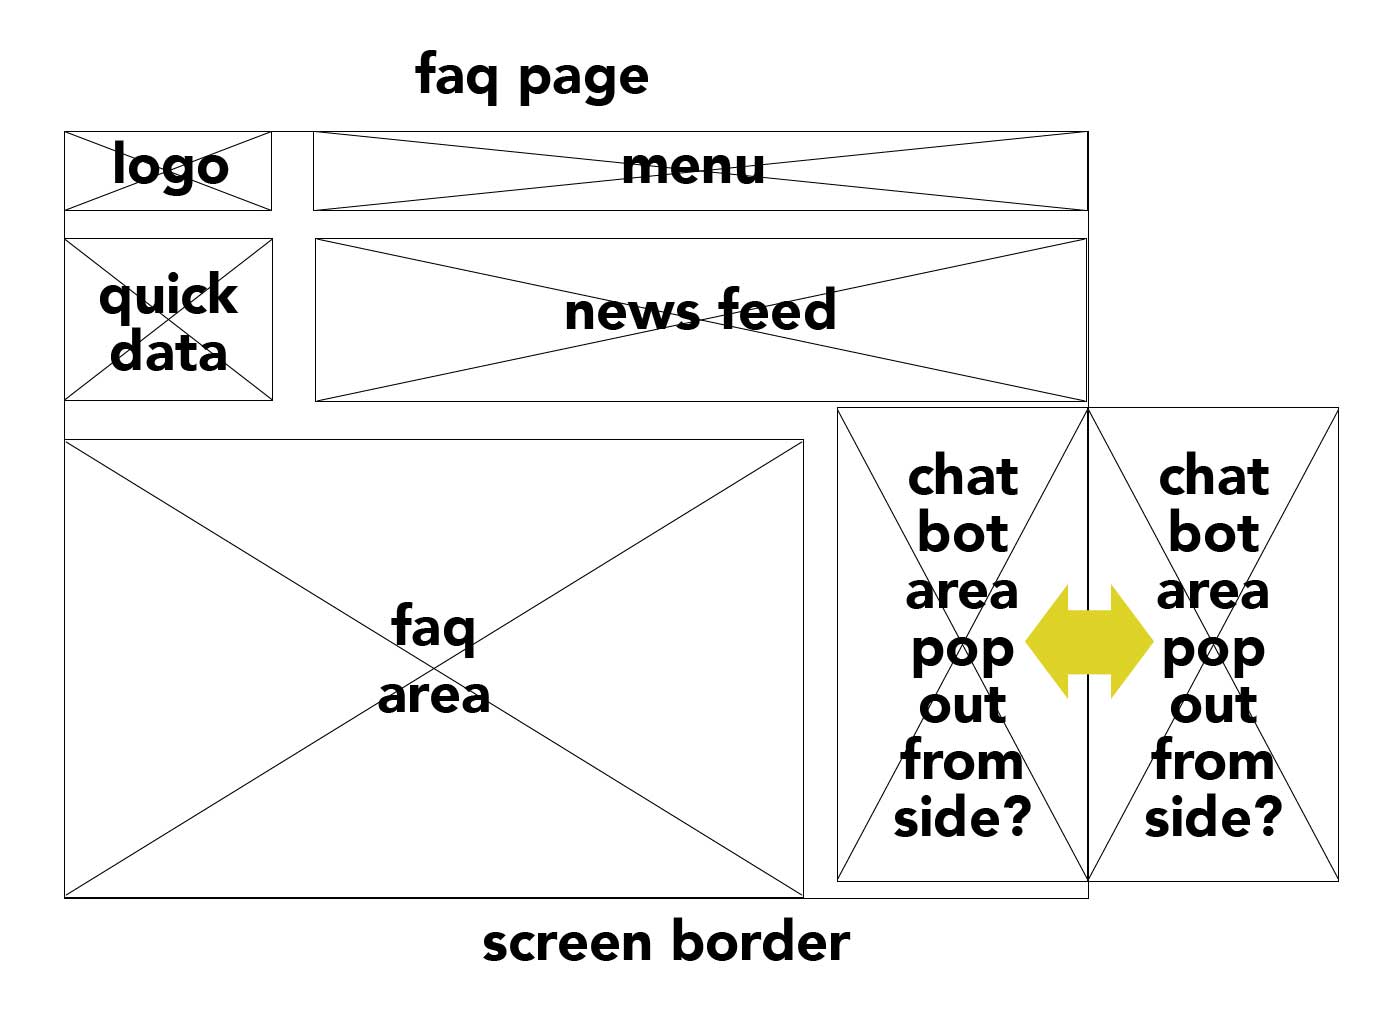 faq page
logo
menu
quick
data
news feed
faq
area
chat
bot
area
pop
out
from
side?
chat
bot
area
pop
out
from
side?
screen border